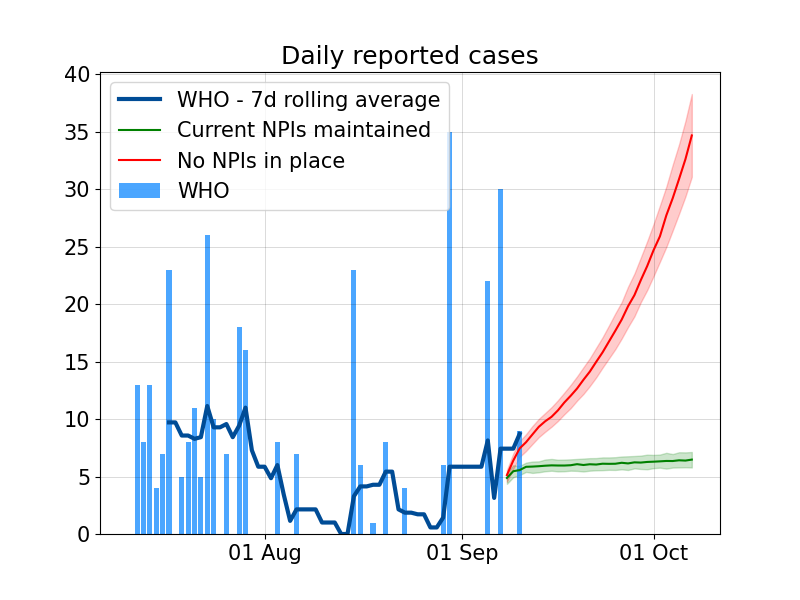 Daily reported cases
40
35
30
25
20
15
10
5
0
WHO - 7d rolling average
Current NPIs maintained
No NPIs in place
WHO
01 Aug
01 Sep
01 Oct